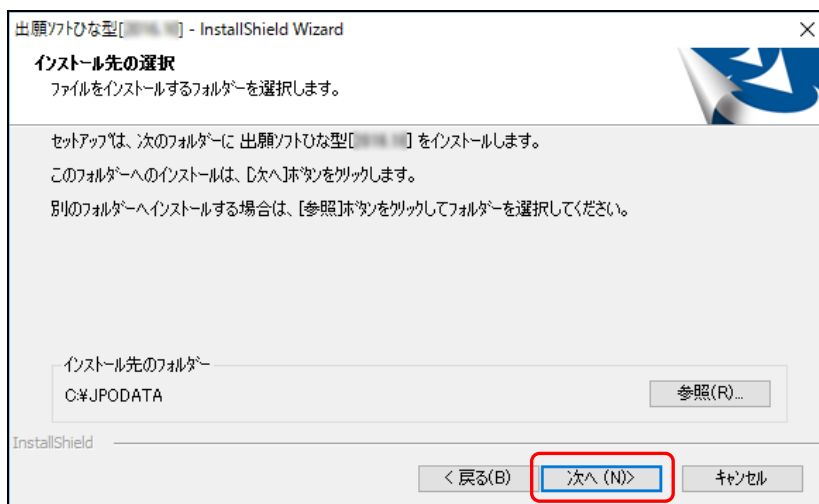 出願ソフトひな型[] - InstallShield Wizard
インストール先の選択
ファイルをインストールするフォルダーを選択します。
セットアップは、次のフォルダーに 出願ソフトひな型[] をインストールします。
このフォルダーへのインストールは、[次へ]ボタンをクリックします。
別のフォルダーへインストールする場合は、[参照]ボタンをクリックしてフォルダーを選択してください。
インストール先のフォルダー
C:¥JPODATA
参照(R)...
InstallShield
< 戻る(B)
次へ (N)>
キャンセル